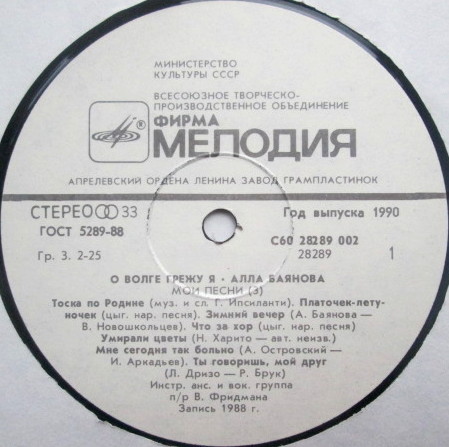 МИНИСТЕРСТВО
КУЛЬТУРЫ СССР
ВСЕСОЮЗНОЕ ТВОРЧЕСКО-
ПРОИЗВОДСТВЕННОЕ ОБЪЕДИНЕНИЕ
ФИРМА
® МЕЛОДИЯ
АПРЕЛЕВСКИЙ ОРДЕНА ЛЕНИНА ЗАВОД ГРАМПЛАСТИНОК
СТЕРЕО 33
Год выпуска 1990
ГОСТ 5289-88
С60 28289 002
Гр. 3. 2-25
28289
1
О ВОЛГЕ ГРЕЖУ Я · АЛЛА БАЯНОВА
МОИ ПЕСНИ (3)
Тоска по Родине (муз. и сл. Г. Ипсиланти). Платочек-лету-
ночек (цыг. нар. песня). Зимний вечер (А. Баянова –
В. Новошкольцев). Что за хор (цыг. нар. песня)
Умирали цветы (Н. Харито – авт. неизв.)
Мне сегодня так больно (А. Островский –
И. Аркадьев). Ты говоришь, мой друг
(Л. Дризо – Р. Брук)
Инстр. анс. и вок. группа
п/р В. Фридмана
Запись 1988 г.